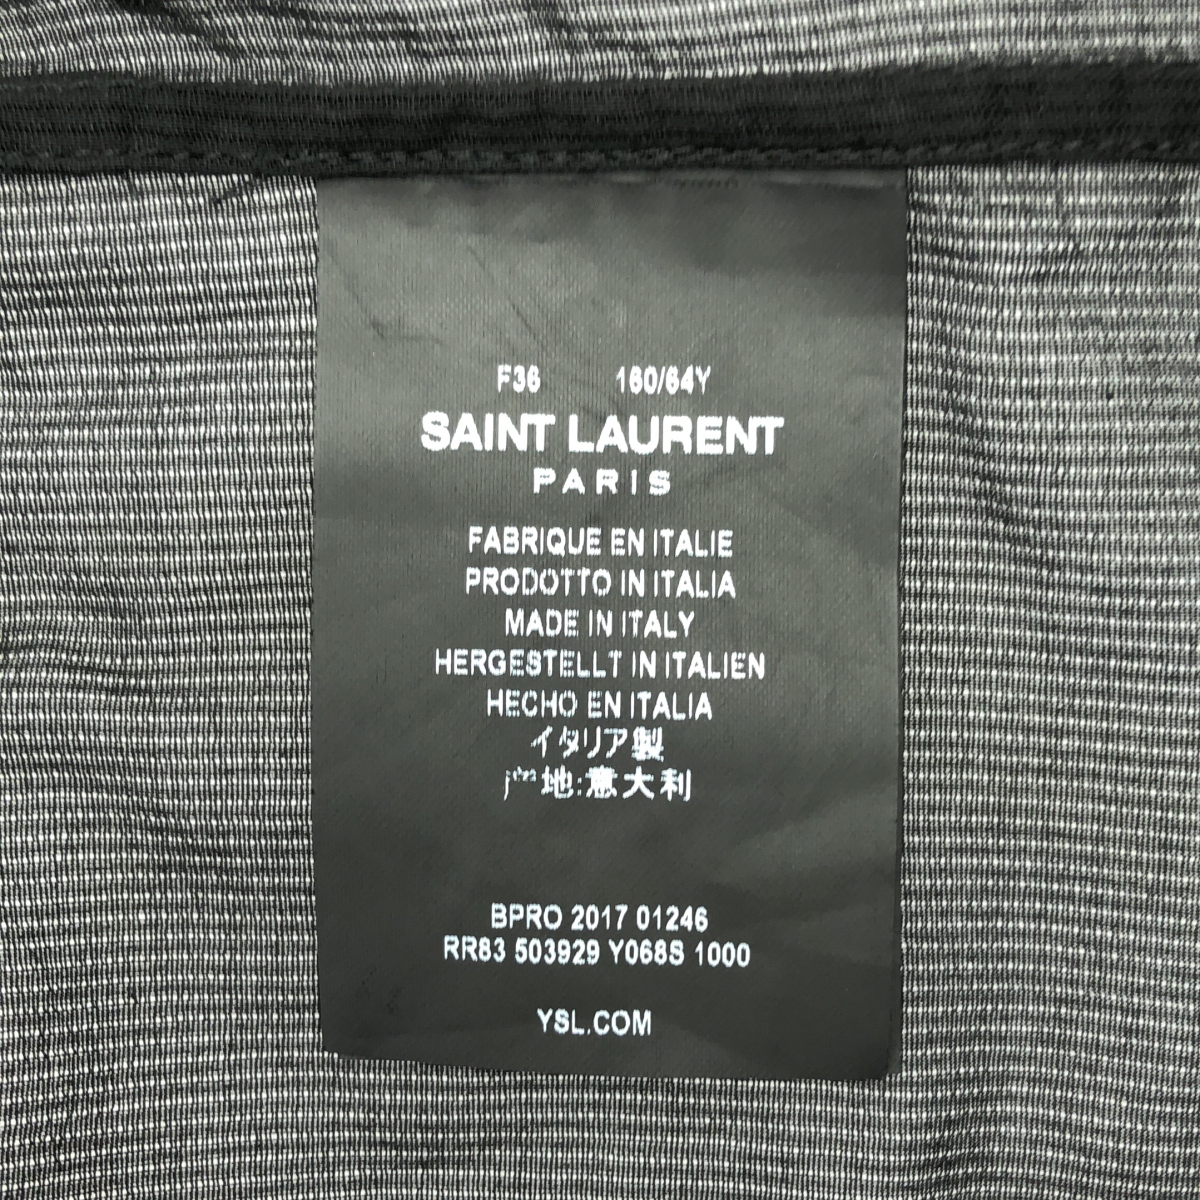 F36 160/64Y
SAINT LAURENT
PARIS
FABRIQUE EN ITALIE
PRODOTTO IN ITALIA
MADE IN ITALY
HERGESTELLT IN ITALIEN
HECHO EN ITALIA
イタリア製
产地:意大利
BPRO 2017 01246
RR83 503929 Y068S 1000
YSL.COM